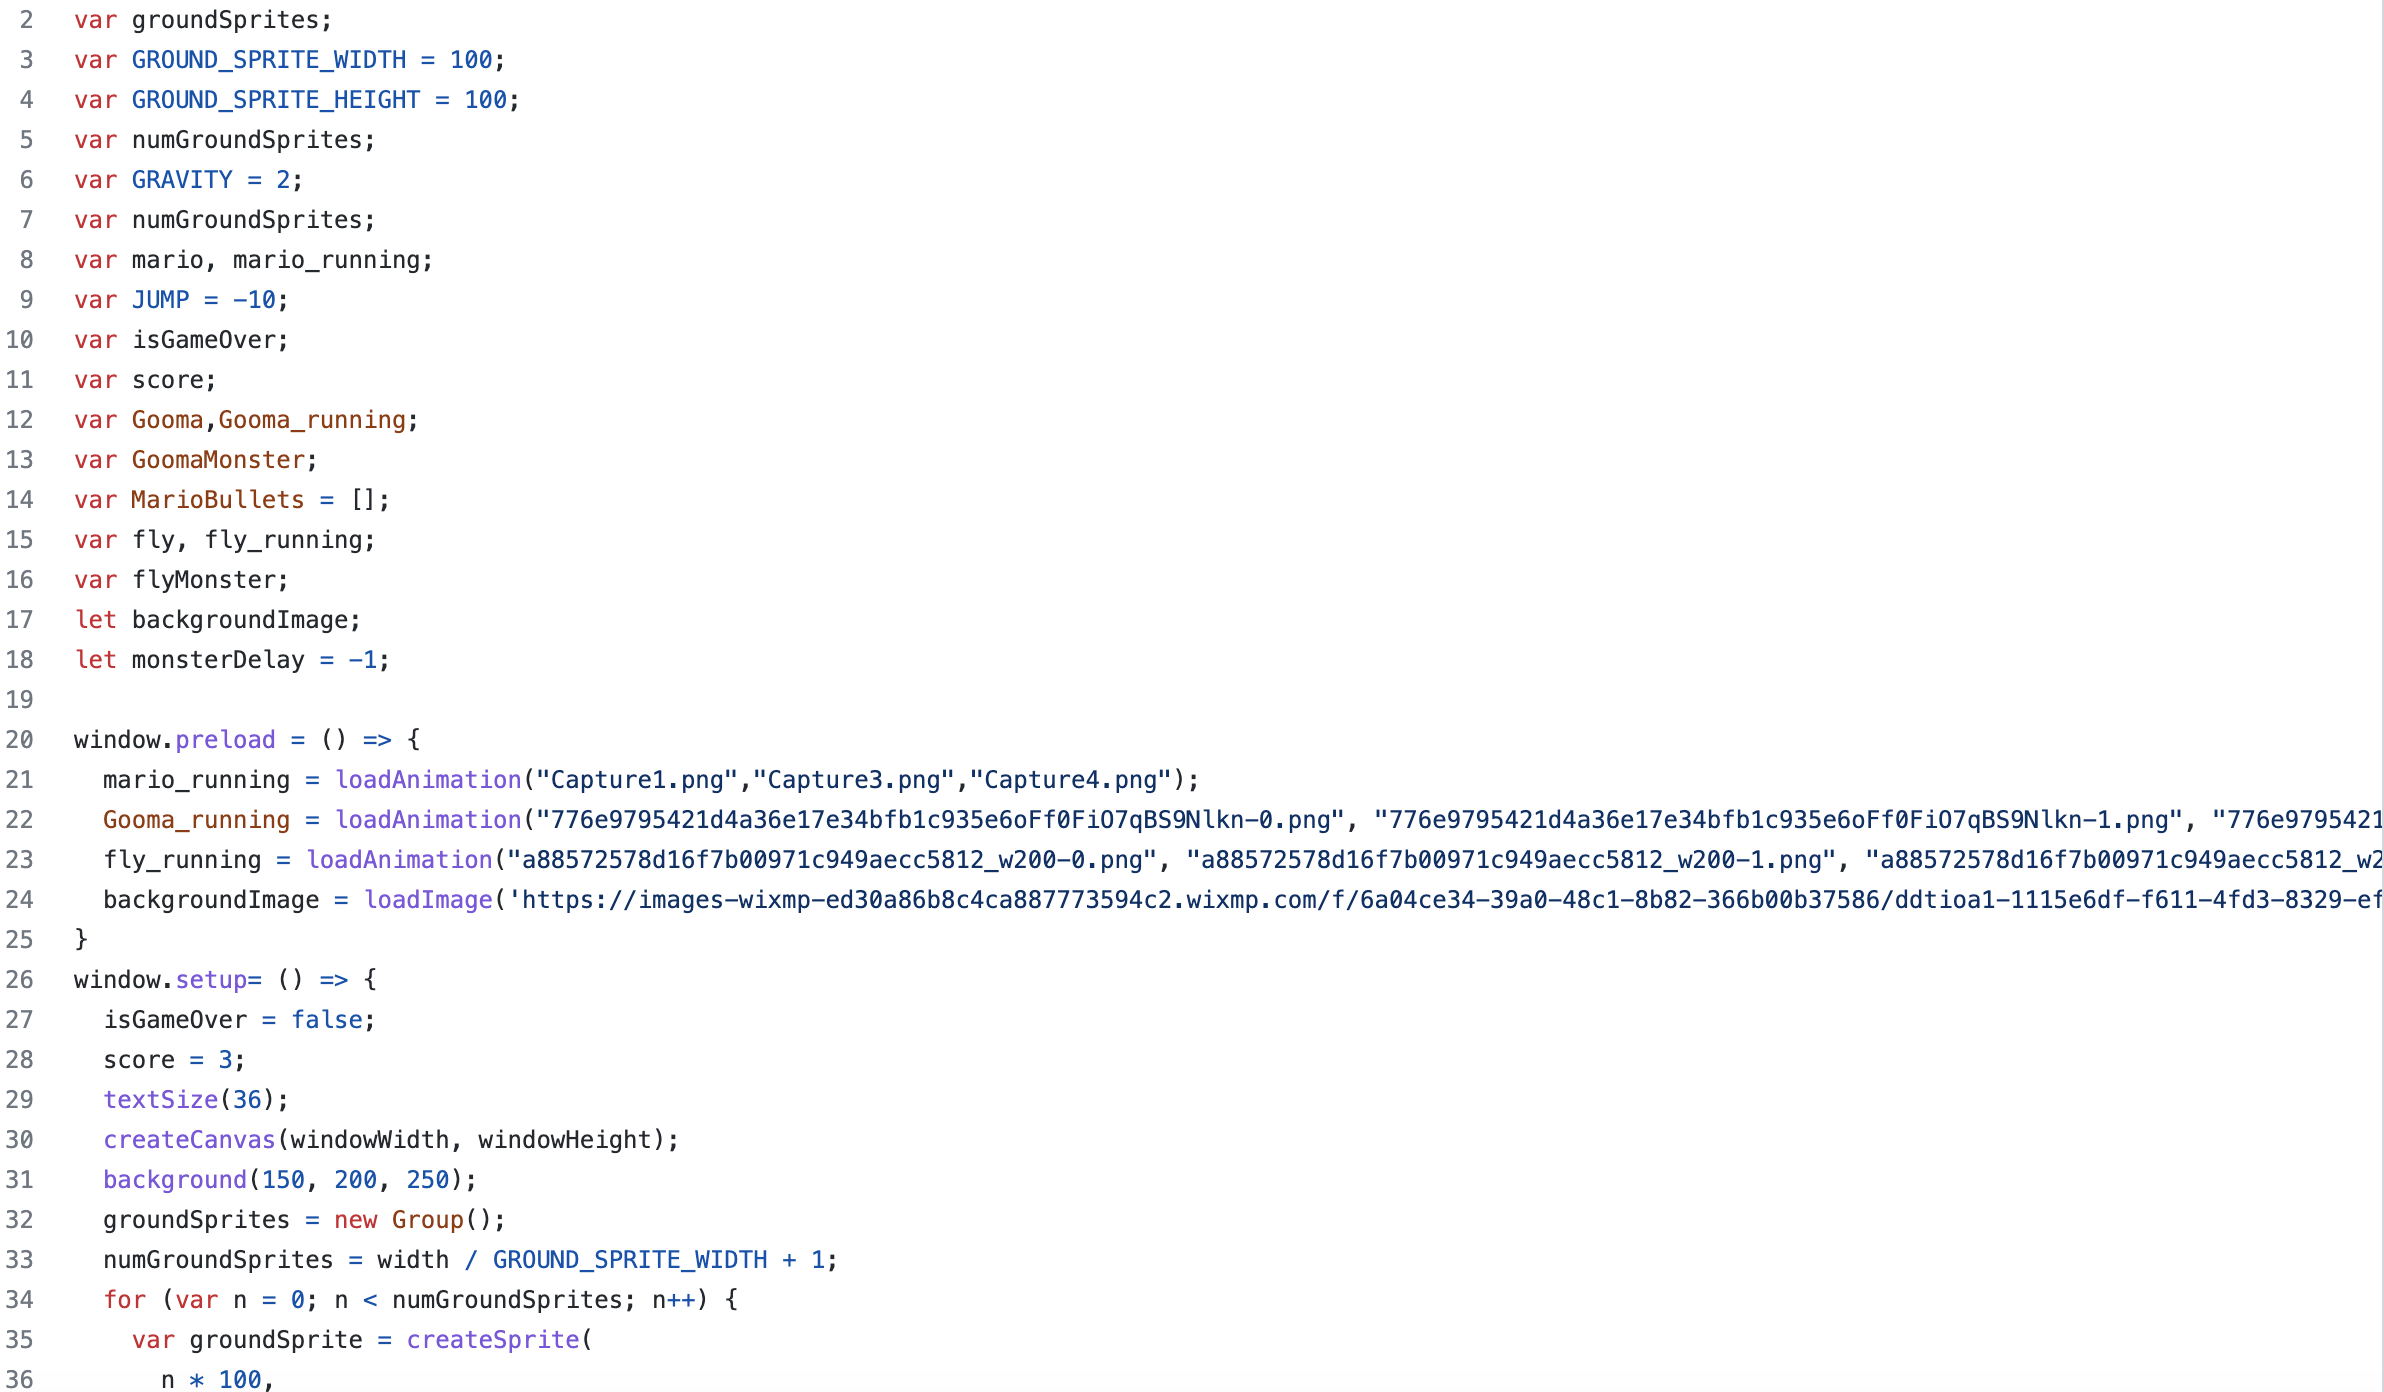 2 var groundSprites;
3 var GROUND_SPRITE_WIDTH = 100;
4 var GROUND_SPRITE_HEIGHT = 100;
5 var numGroundSprites;
6 var GRAVITY = 2;
7 var numGroundSprites;
8 var mario, mario_running;
9 var JUMP = -10;
10 var isGameOver;
11 var score;
12 var Gooma,Gooma_running;
13 var GoomaMonster;
14 var MarioBullets = [];
15 var fly, fly_running;
16 var flyMonster;
17 let backgroundImage;
18 let monsterDelay = -1;
19
20 window.preload = () => {
21   mario_running = loadAnimation("Capture1.png","Capture3.png","Capture4.png");
22   Gooma_running = loadAnimation("776e9795421d4a36e17e34bfb1c935e6oFf0FiO7qBS9Nlkn-0.png", "776e9795421d4a36e17e34bfb1c935e6oFf0FiO7qBS9Nlkn-1.png", "776e9795421
23   fly_running = loadAnimation("a88572578d16f7b00971c949aecc5812_w200-0.png", "a88572578d16f7b00971c949aecc5812_w200-1.png", "a88572578d16f7b00971c949aecc5812_w2
24   backgroundImage = loadImage('https://images-wixmp-ed30a86b8c4ca887773594c2.wixmp.com/f/6a04ce34-39a0-48c1-8b82-366b00b37586/ddtioa1-1115e6df-f611-4fd3-8329-ef
25 }
26 window.setup= () => {
27   isGameOver = false;
28   score = 3;
29   textSize(36);
30   createCanvas(windowWidth, windowHeight);
31   background(150, 200, 250);
32   groundSprites = new Group();
33   numGroundSprites = width / GROUND_SPRITE_WIDTH + 1;
34   for (var n = 0; n < numGroundSprites; n++) {
35     var groundSprite = createSprite(
36       n * 100,